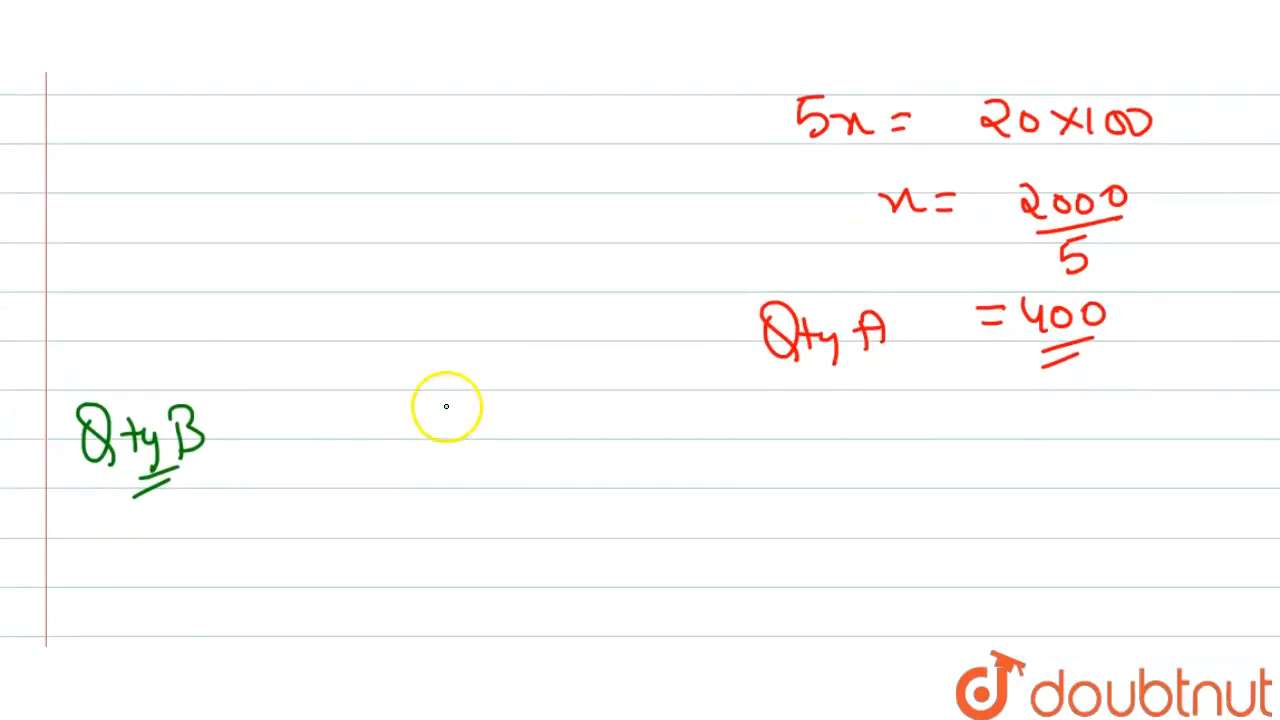 5x = 20 × 100
x = 2000/5
Qty A = 400
Qty B
doubtnut